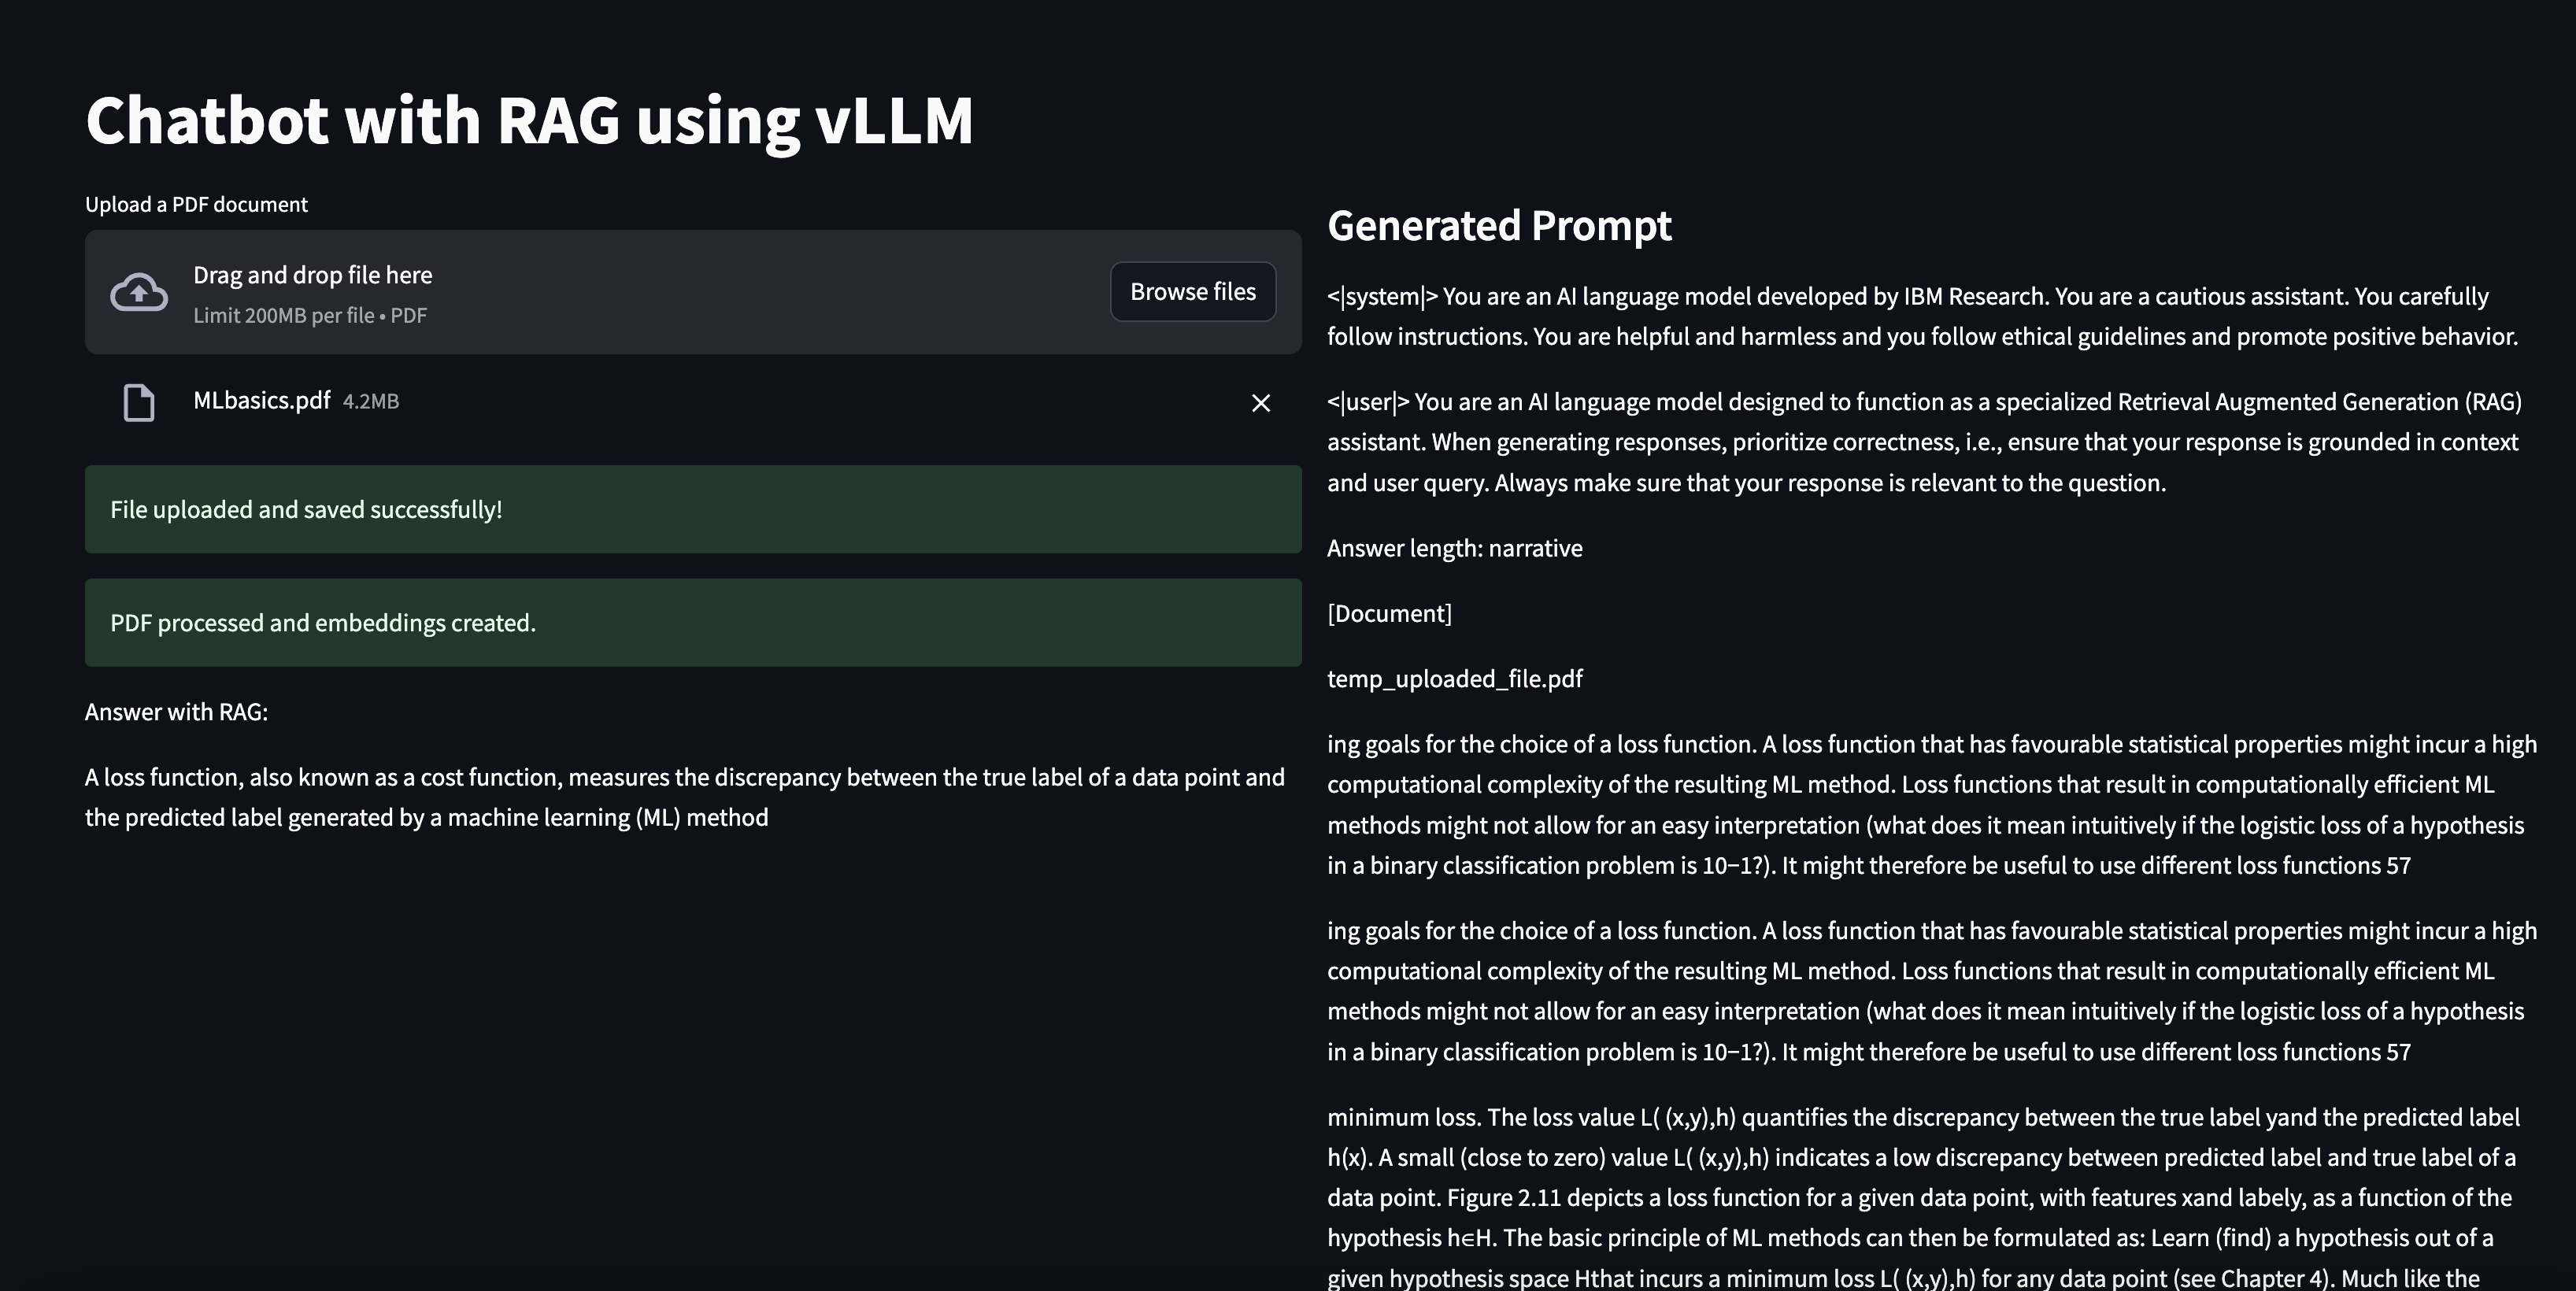 Chatbot with RAG using vLLM
Upload a PDF document
Drag and drop file here
Limit 200MB per file • PDF
Browse files
MLbasics.pdf 4.2MB
File uploaded and saved successfully!
PDF processed and embeddings created.
Answer with RAG:
A loss function, also known as a cost function, measures the discrepancy between the true label of a data point and
the predicted label generated by a machine learning (ML) method
Generated Prompt
<|system|> You are an AI language model developed by IBM Research. You are a cautious assistant. You carefully
follow instructions. You are helpful and harmless and you follow ethical guidelines and promote positive behavior.
<|user|> You are an AI language model designed to function as a specialized Retrieval Augmented Generation (RAG)
assistant. When generating responses, prioritize correctness, i.e., ensure that your response is grounded in context
and user query. Always make sure that your response is relevant to the question.
Answer length: narrative
[Document]
temp_uploaded_file.pdf
ing goals for the choice of a loss function. A loss function that has favourable statistical properties might incur a high
computational complexity of the resulting ML method. Loss functions that result in computationally efficient ML
methods might not allow for an easy interpretation (what does it mean intuitively if the logistic loss of a hypothesis
in a binary classification problem is 10−1?). It might therefore be useful to use different loss functions 57
ing goals for the choice of a loss function. A loss function that has favourable statistical properties might incur a high
computational complexity of the resulting ML method. Loss functions that result in computationally efficient ML
methods might not allow for an easy interpretation (what does it mean intuitively if the logistic loss of a hypothesis
in a binary classification problem is 10−1?). It might therefore be useful to use different loss functions 57
minimum loss. The loss value L( (x,y),h) quantifies the discrepancy between the true label yand the predicted label
h(x). A small (close to zero) value L( (x,y),h) indicates a low discrepancy between predicted label and true label of a
data point. Figure 2.11 depicts a loss function for a given data point, with features xand labely, as a function of the
hypothesis h∈H. The basic principle of ML methods can then be formulated as: Learn (find) a hypothesis out of a
given hypothesis space Hthat incurs a minimum loss L( (x,y),h) for any data point (see Chapter 4). Much like the